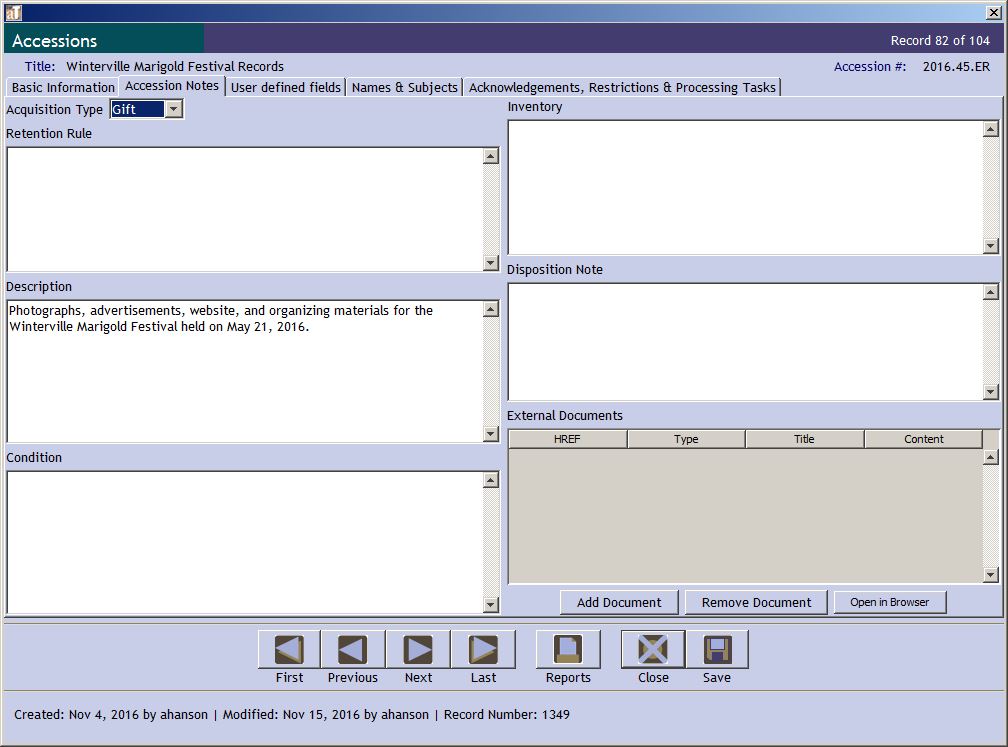 aT
Accessions
Record 82 of 104
Title: Winterville Marigold Festival Records
Accession #: 2016.45.ER
Basic Information
Accession Notes
User defined fields
Names & Subjects
Acknowledgements, Restrictions & Processing Tasks
Acquisition Type Gift
Retention Rule
Description
Photographs, advertisements, website, and organizing materials for the
Winterville Marigold Festival held on May 21, 2016.
Condition
Inventory
Disposition Note
External Documents
HREF
Type
Title
Content
Add Document
Remove Document
Open in Browser
First
Previous
Next
Last
Reports
Close
Save
Created: Nov 4, 2016 by ahanson | Modified: Nov 15, 2016 by ahanson | Record Number: 1349